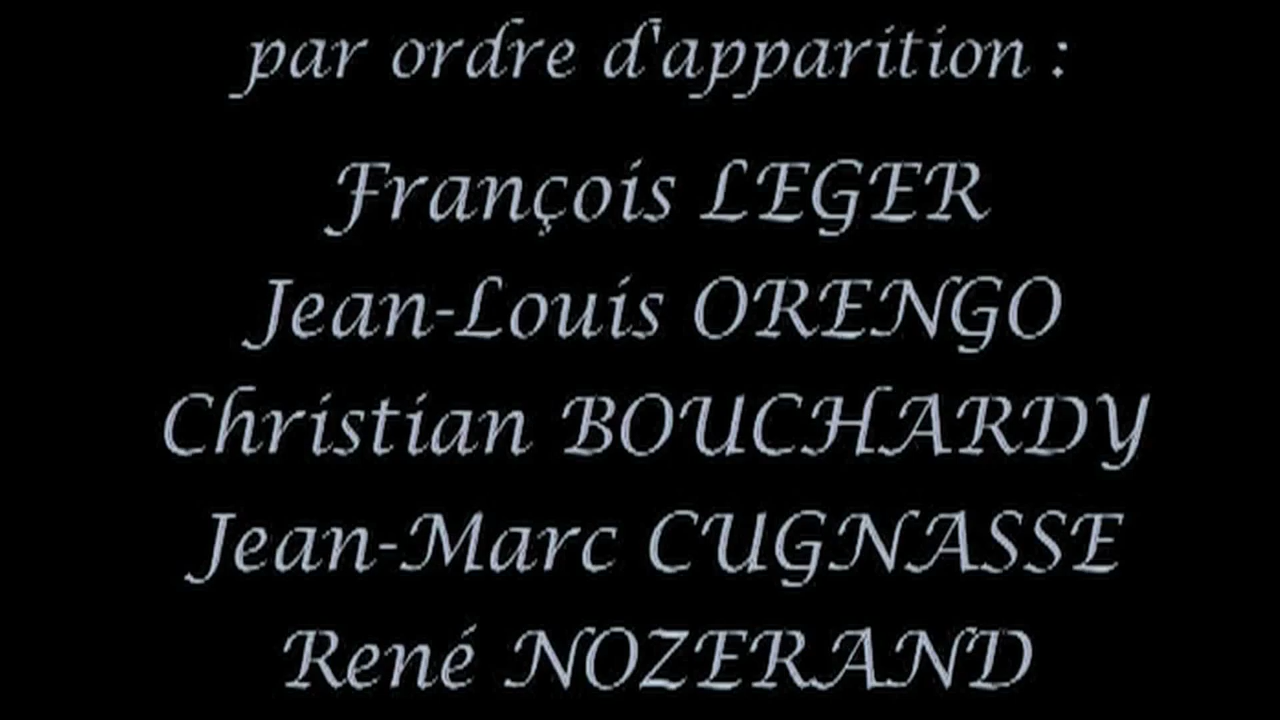 par ordre d'apparition :
François LEGER
Jean-Louis ORENGO
Christian BOUCHARDY
Jean-Marc CUGNASSE
René NOZERAND